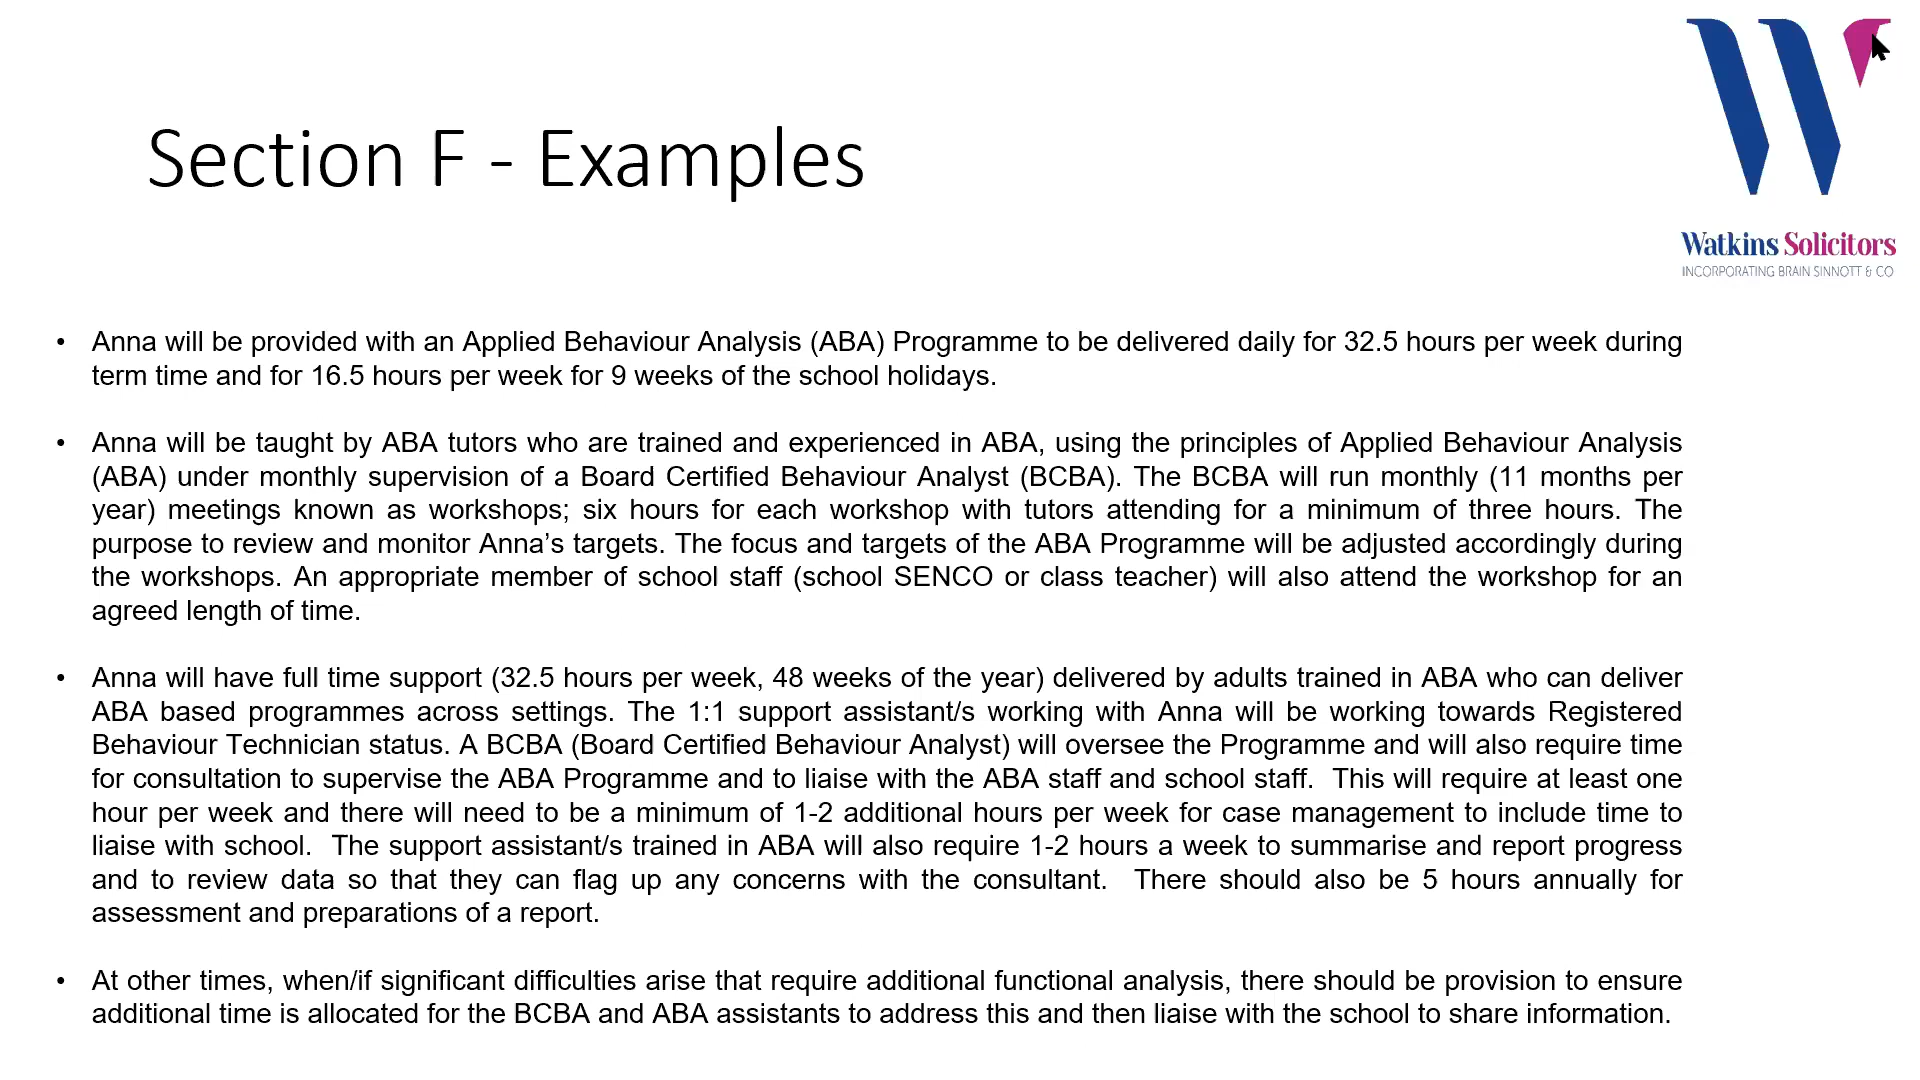 Section F - Examples
Watkins Solicitors
INCORPORATING BRAIN SINNOTT & CO
• Anna will be provided with an Applied Behaviour Analysis (ABA) Programme to be delivered daily for 32.5 hours per week during
term time and for 16.5 hours per week for 9 weeks of the school holidays.
• Anna will be taught by ABA tutors who are trained and experienced in ABA, using the principles of Applied Behaviour Analysis
(ABA) under monthly supervision of a Board Certified Behaviour Analyst (BCBA). The BCBA will run monthly (11 months per
year) meetings known as workshops; six hours for each workshop with tutors attending for a minimum of three hours. The
purpose to review and monitor Anna’s targets. The focus and targets of the ABA Programme will be adjusted accordingly during
the workshops. An appropriate member of school staff (school SENCO or class teacher) will also attend the workshop for an
agreed length of time.
• Anna will have full time support (32.5 hours per week, 48 weeks of the year) delivered by adults trained in ABA who can deliver
ABA based programmes across settings. The 1:1 support assistant/s working with Anna will be working towards Registered
Behaviour Technician status. A BCBA (Board Certified Behaviour Analyst) will oversee the Programme and will also require time
for consultation to supervise the ABA Programme and to liaise with the ABA staff and school staff.  This will require at least one
hour per week and there will need to be a minimum of 1-2 additional hours per week for case management to include time to
liaise with school.  The support assistant/s trained in ABA will also require 1-2 hours a week to summarise and report progress
and to review data so that they can flag up any concerns with the consultant.  There should also be 5 hours annually for
assessment and preparations of a report.
• At other times, when/if significant difficulties arise that require additional functional analysis, there should be provision to ensure
additional time is allocated for the BCBA and ABA assistants to address this and then liaise with the school to share information.